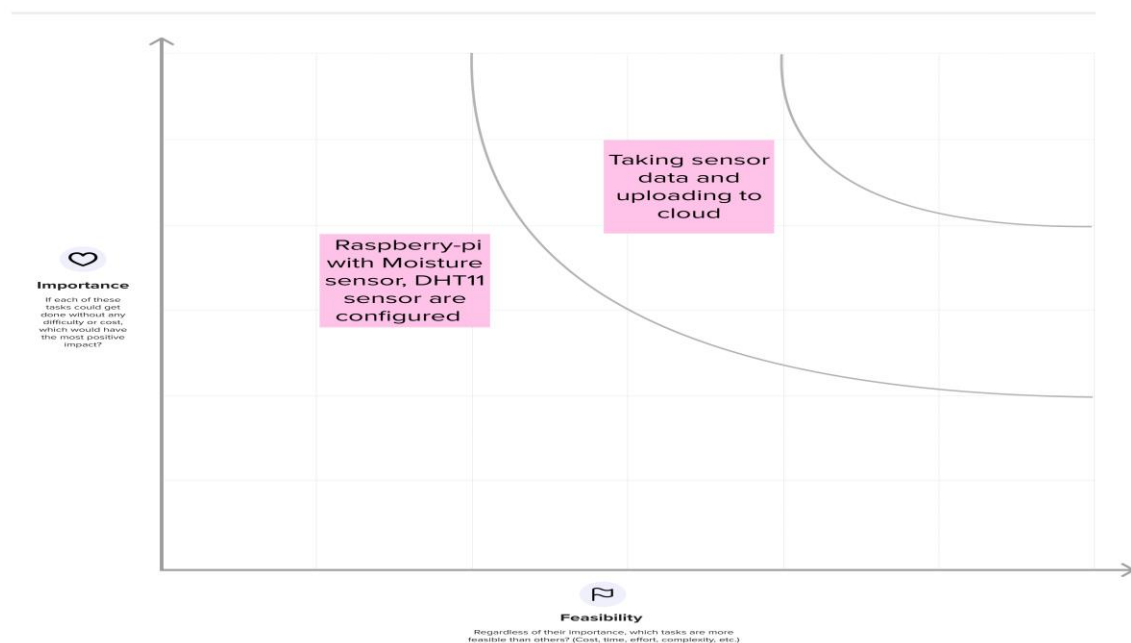 Taking sensor
data and
uploading to
cloud
Raspberry-pi
with Moisture
sensor, DHT11
sensor are
configured
Importance
If each of these
tasks could get
done without any
difficulty or cost,
which would have
the most positive
impact?
Feasibility
Regardless of their importance, which tasks are more
feasible than others? (Cost, time, effort, complexity, etc.)